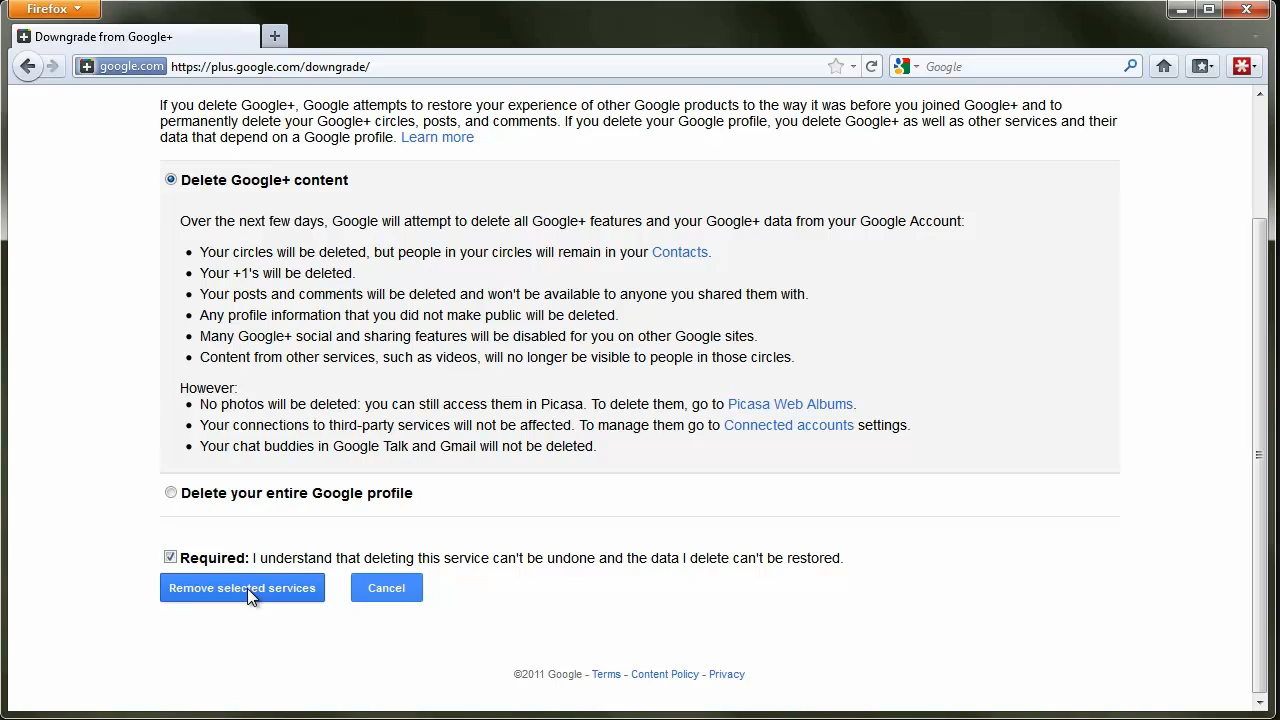 Firefox
Downgrade from Google+
google.com https://plus.google.com/downgrade/
Google
If you delete Google+, Google attempts to restore your experience of other Google products to the way it was before you joined Google+ and to
permanently delete your Google+ circles, posts, and comments. If you delete your Google profile, you delete Google+ as well as other services and their
data that depend on a Google profile. Learn more
Delete Google+ content
Over the next few days, Google will attempt to delete all Google+ features and your Google+ data from your Google Account:
• Your circles will be deleted, but people in your circles will remain in your Contacts.
• Your +1's will be deleted.
• Your posts and comments will be deleted and won't be available to anyone you shared them with.
• Any profile information that you did not make public will be deleted.
• Many Google+ social and sharing features will be disabled for you on other Google sites.
• Content from other services, such as videos, will no longer be visible to people in those circles.
However:
• No photos will be deleted: you can still access them in Picasa. To delete them, go to Picasa Web Albums.
• Your connections to third-party services will not be affected. To manage them go to Connected accounts settings.
• Your chat buddies in Google Talk and Gmail will not be deleted.
Delete your entire Google profile
Required: I understand that deleting this service can't be undone and the data I delete can't be restored.
Remove selected services Cancel
©2011 Google - Terms - Content Policy - Privacy